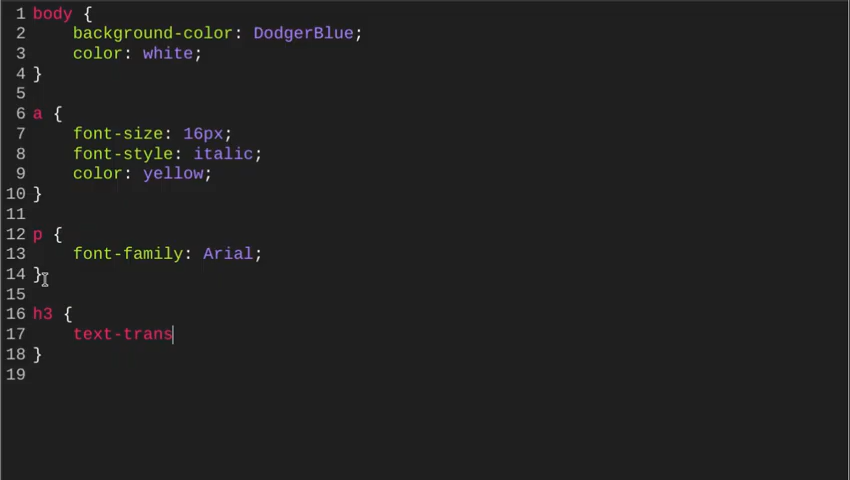 1 body {
2     background-color: DodgerBlue;
3     color: white;
4 }
5
6 a {
7     font-size: 16px;
8     font-style: italic;
9     color: yellow;
10 }
11
12 p {
13     font-family: Arial;
14 }
15
16 h3 {
17     text-trans
18 }
19